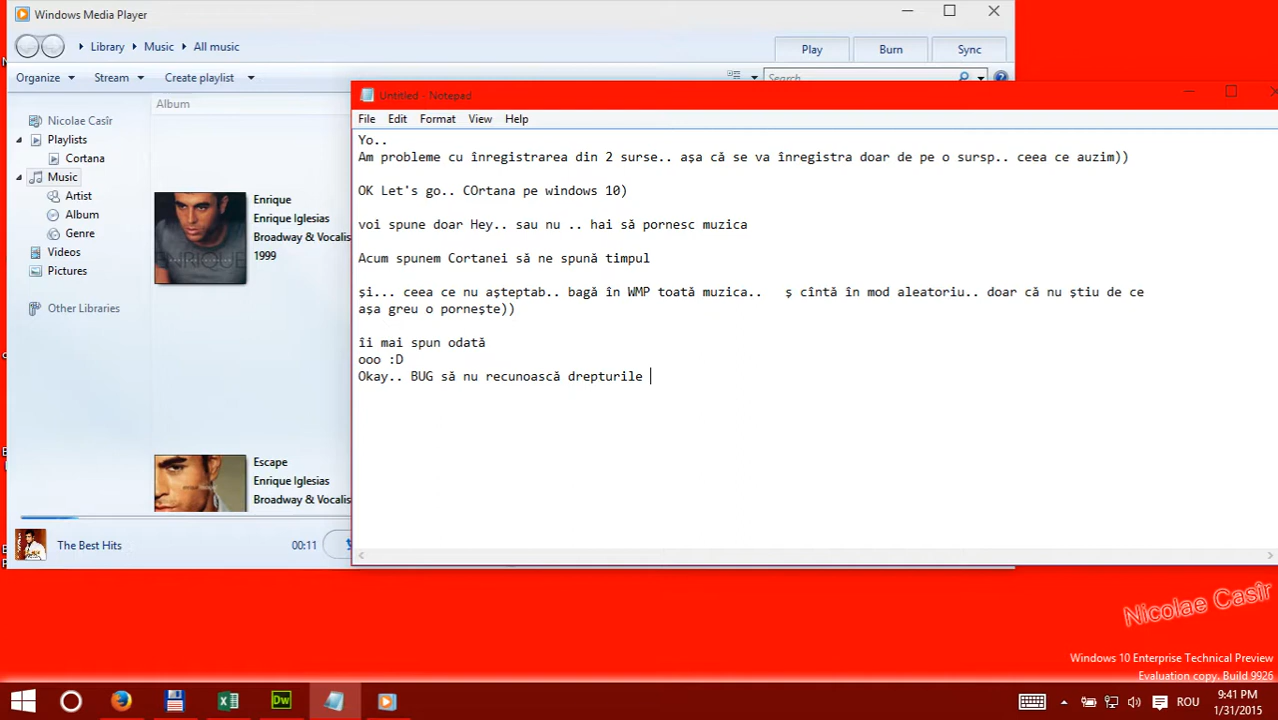 Windows Media Player
Library Music All music
Play Burn Sync
Organize Stream Create playlist Search
Album
Nicolae Casîr
Playlists
Cortana
Music
Artist
Album
Genre
Videos
Pictures
Other Libraries
Enrique
Enrique Iglesias
Broadway & Vocalis
1999
ENRIQUE
Escape
Enrique Iglesias
Broadway & Vocalis
The Best Hits 00:11
Untitled - Notepad
File Edit Format View Help
Yo..
Am probleme cu înregistrarea din 2 surse.. așa că se va înregistra doar de pe o sursp.. ceea ce auzim))
OK Let's go.. COrtana pe windows 10)
voi spune doar Hey.. sau nu .. hai să pornesc muzica
Acum spunem Cortanei să ne spună timpul
și... ceea ce nu așteptab.. bagă în WMP toată muzica.. ș cîntă în mod aleatoriu.. doar că nu știu de ce
așa greu o pornește))
îi mai spun odată
ooo :D
Okay.. BUG să nu recunoască drepturile
Nicolae Casîr
Windows 10 Enterprise Technical Preview
Evaluation copy. Build 9926
Dw
ROU
9:41 PM
1/31/2015